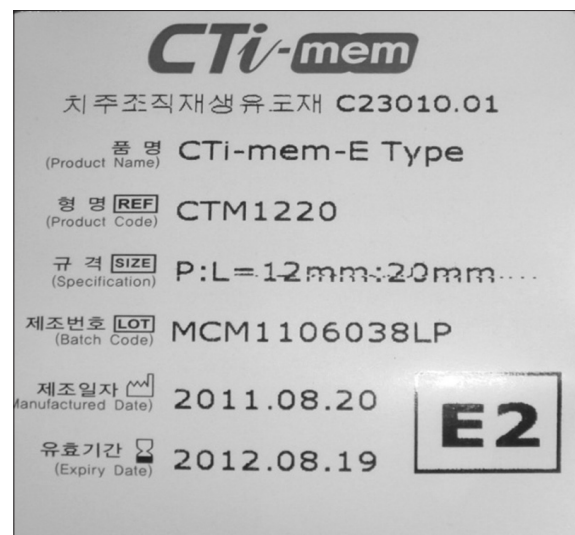 CTi-mem
치주조직재생유도재 C23010.01
품 명 CTi-mem-E Type
(Product Name)
형 명 REF CTM1220
(Product Code)
규 격 SIZE P:L=12mm:20mm
(Specification)
제조번호 LOT MCM1106038LP
(Batch Code)
제조일자 2011.08.20
Manufactured Date)
유효기간 2012.08.19
(Expiry Date)
E2